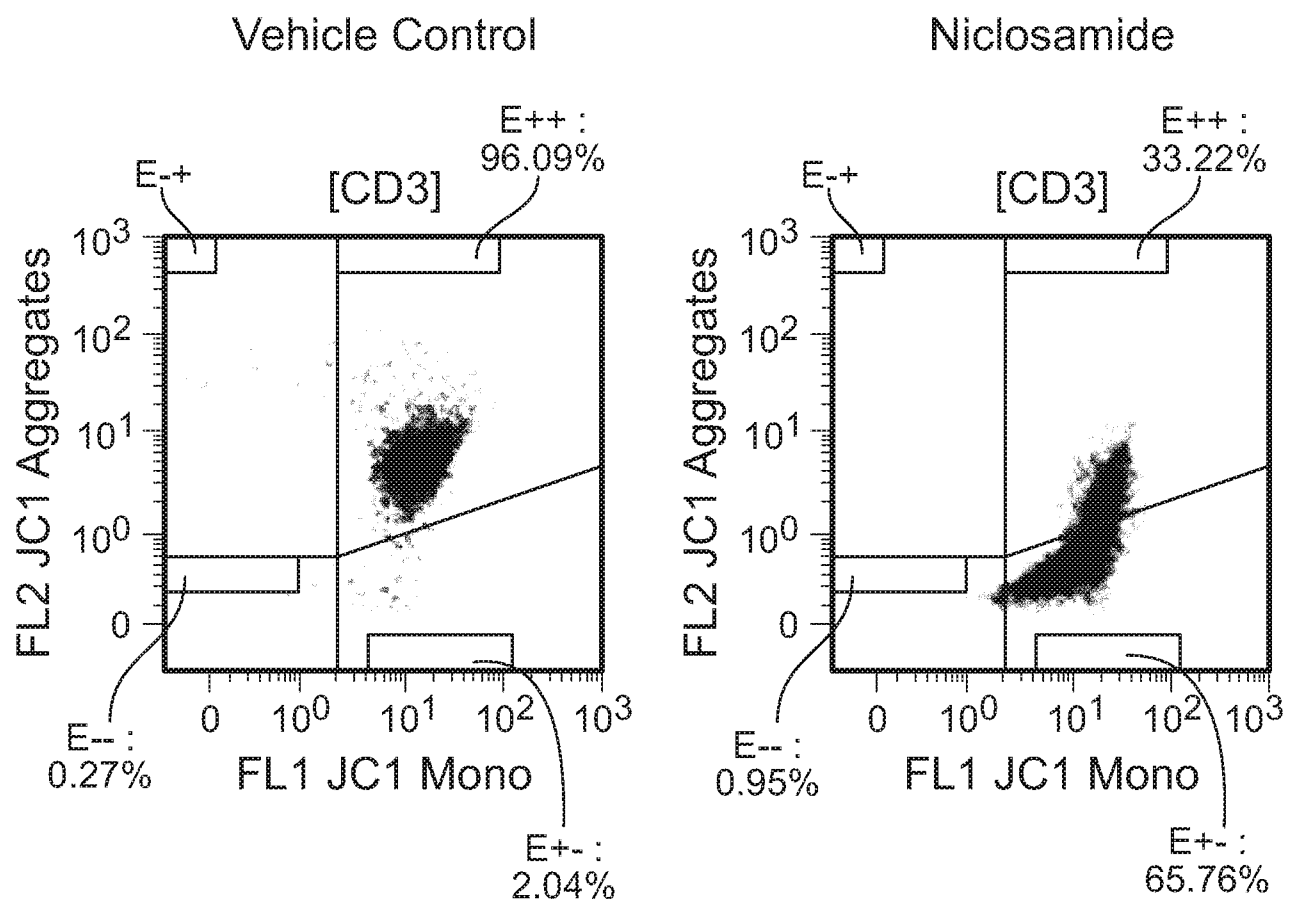 Vehicle Control
E++ :
96.09%
E-+
[CD3]
10³
10²
10¹
10⁰
0
FL2 JC1 Aggregates
0 10⁰ 10¹ 10² 10³
E-- :
0.27%
FL1 JC1 Mono
E+- :
2.04%
Niclosamide
E++ :
33.22%
E-+
[CD3]
10³
10²
10¹
10⁰
0
FL2 JC1 Aggregates
0 10⁰ 10¹ 10² 10³
E-- :
0.95%
FL1 JC1 Mono
E+- :
65.76%